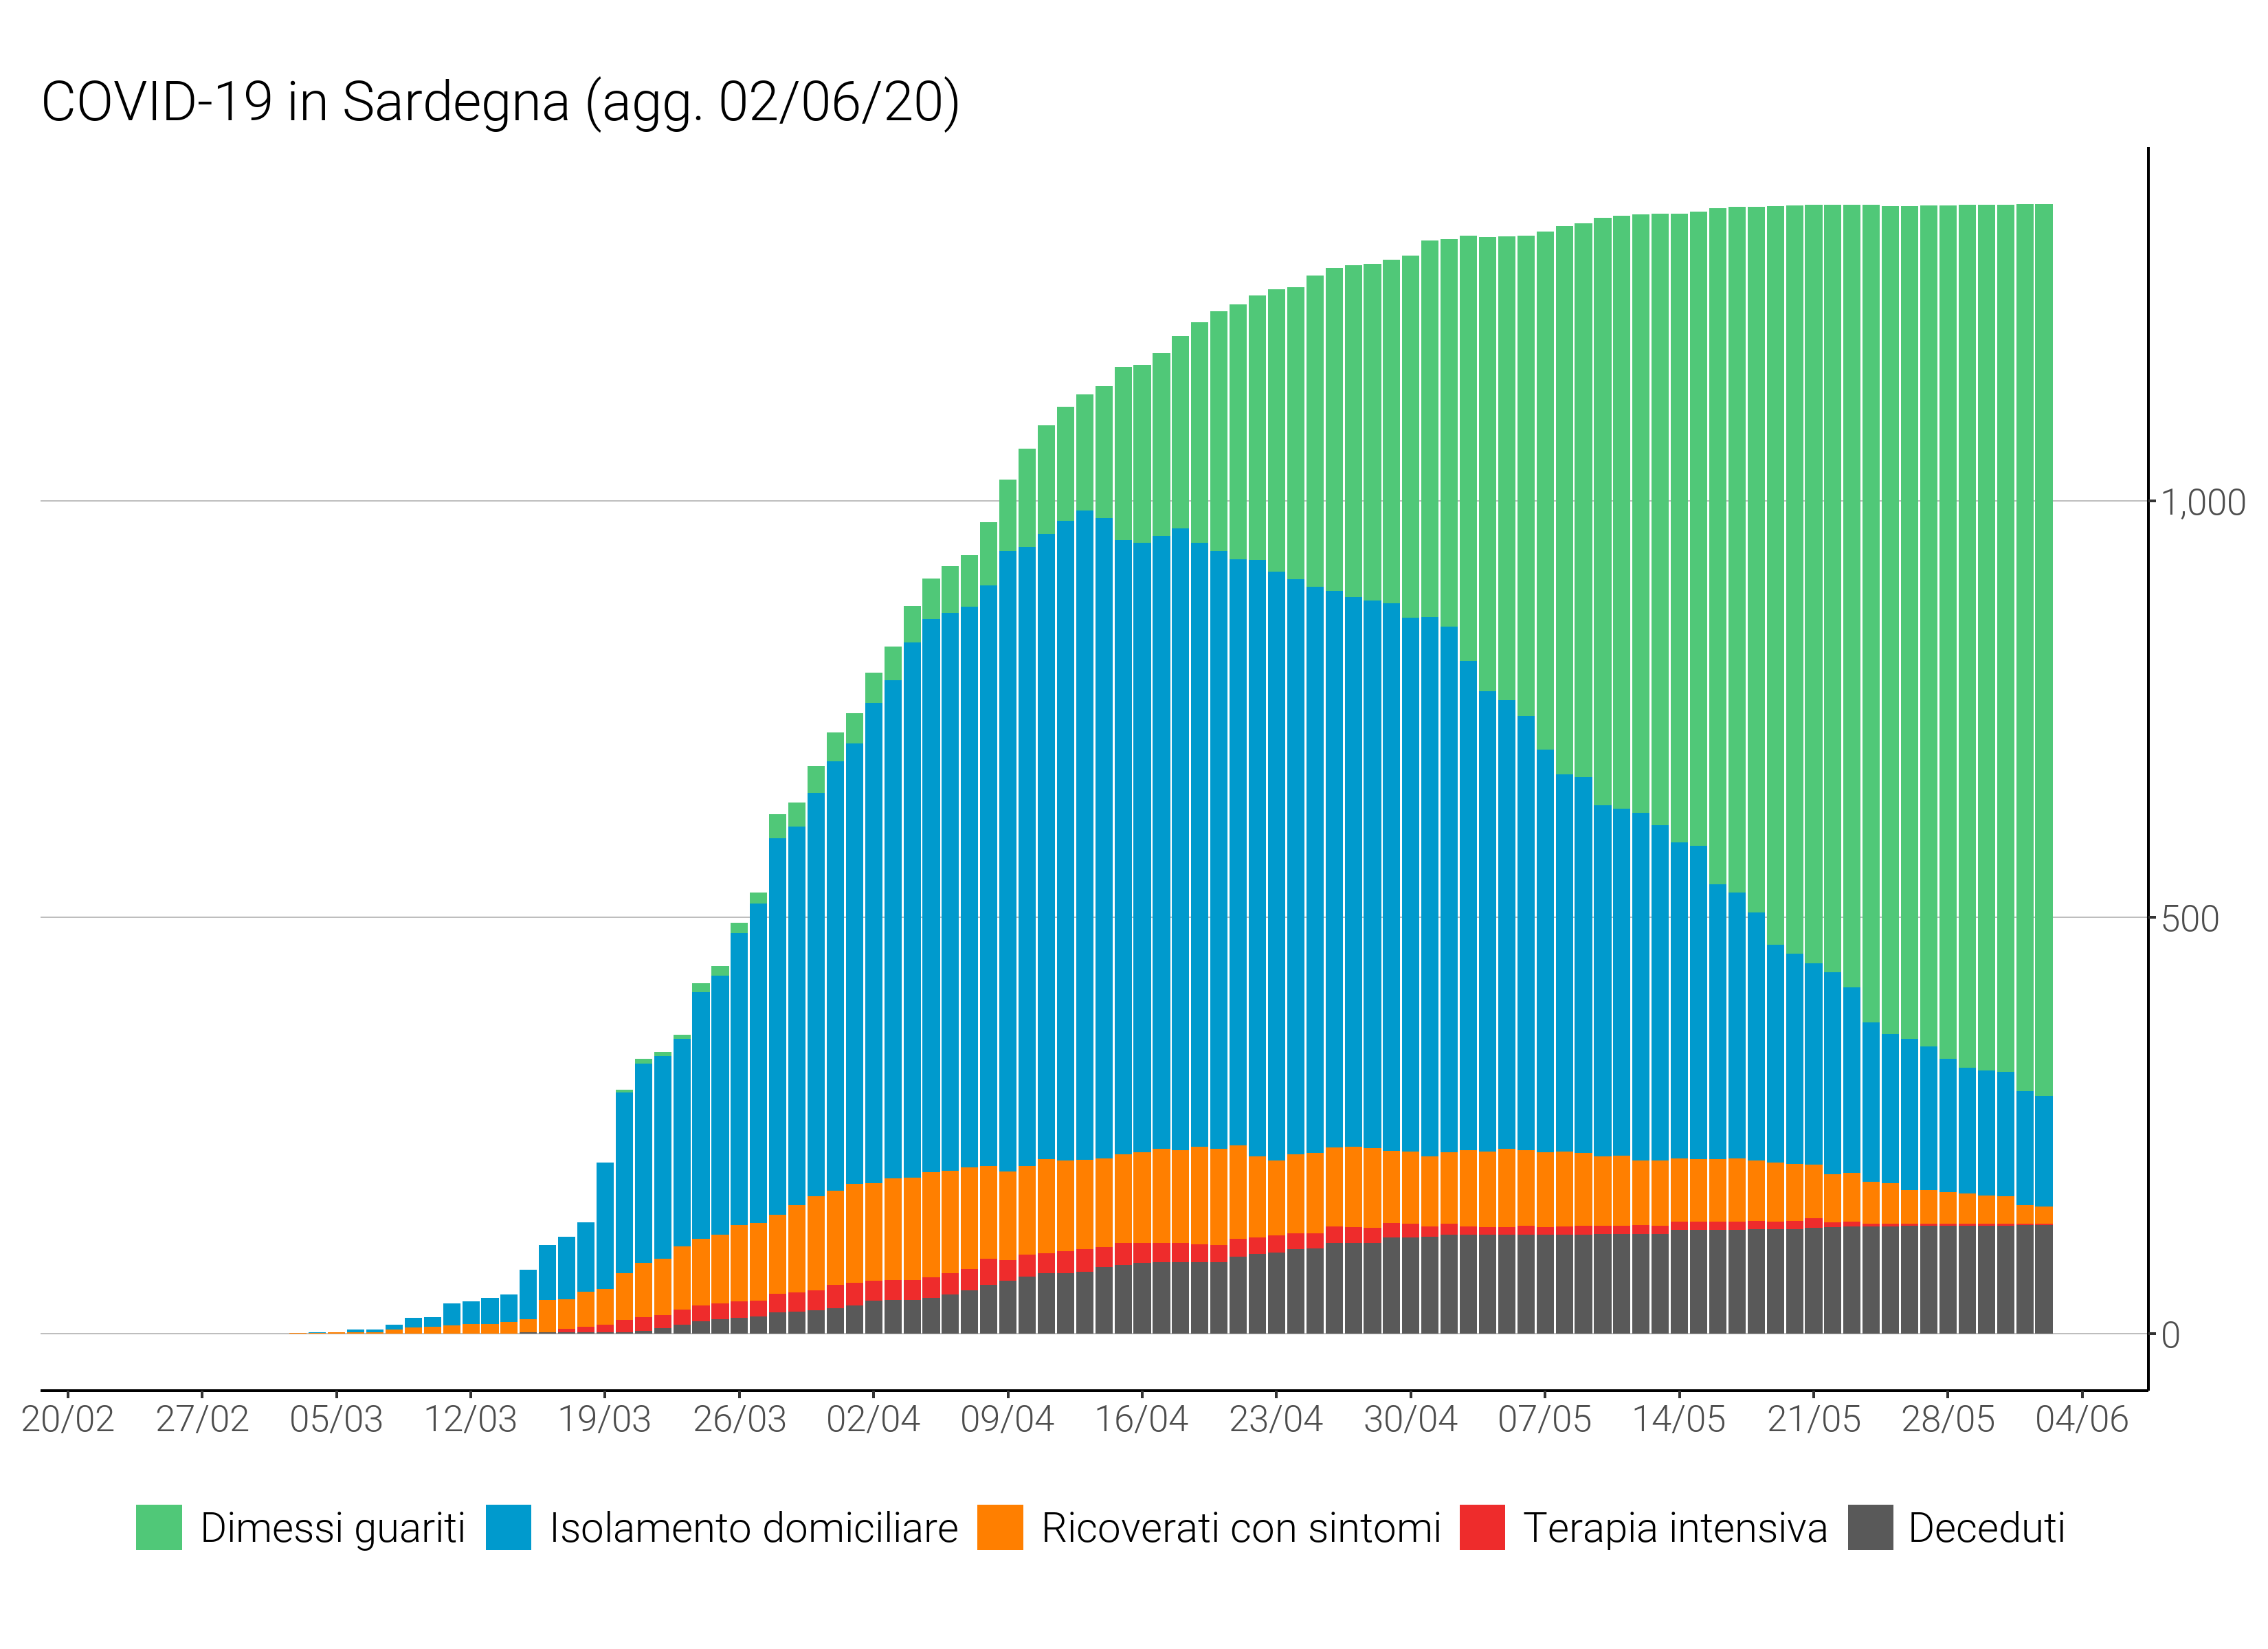 COVID-19 in Sardegna (agg. 02/06/20)
1,000
500
0
20/02 27/02 05/03 12/03 19/03 26/03 02/04 09/04 16/04 23/04 30/04 07/05 14/05 21/05 28/05 04/06
Dimessi guariti Isolamento domiciliare Ricoverati con sintomi Terapia intensiva Deceduti